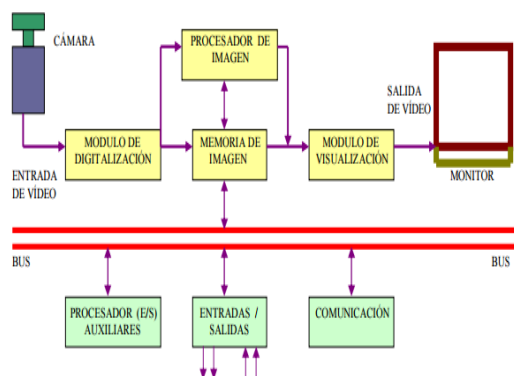 CÁMARA
PROCESADOR DE
IMAGEN
SALIDA
DE VÍDEO
MODULO DE
DIGITALIZACIÓN
MEMORIA DE
IMAGEN
MODULO DE
VISUALIZACIÓN
ENTRADA
DE VÍDEO
MONITOR
BUS
BUS
PROCESADOR (E/S)
AUXILIARES
ENTRADAS /
SALIDAS
COMUNICACIÓN